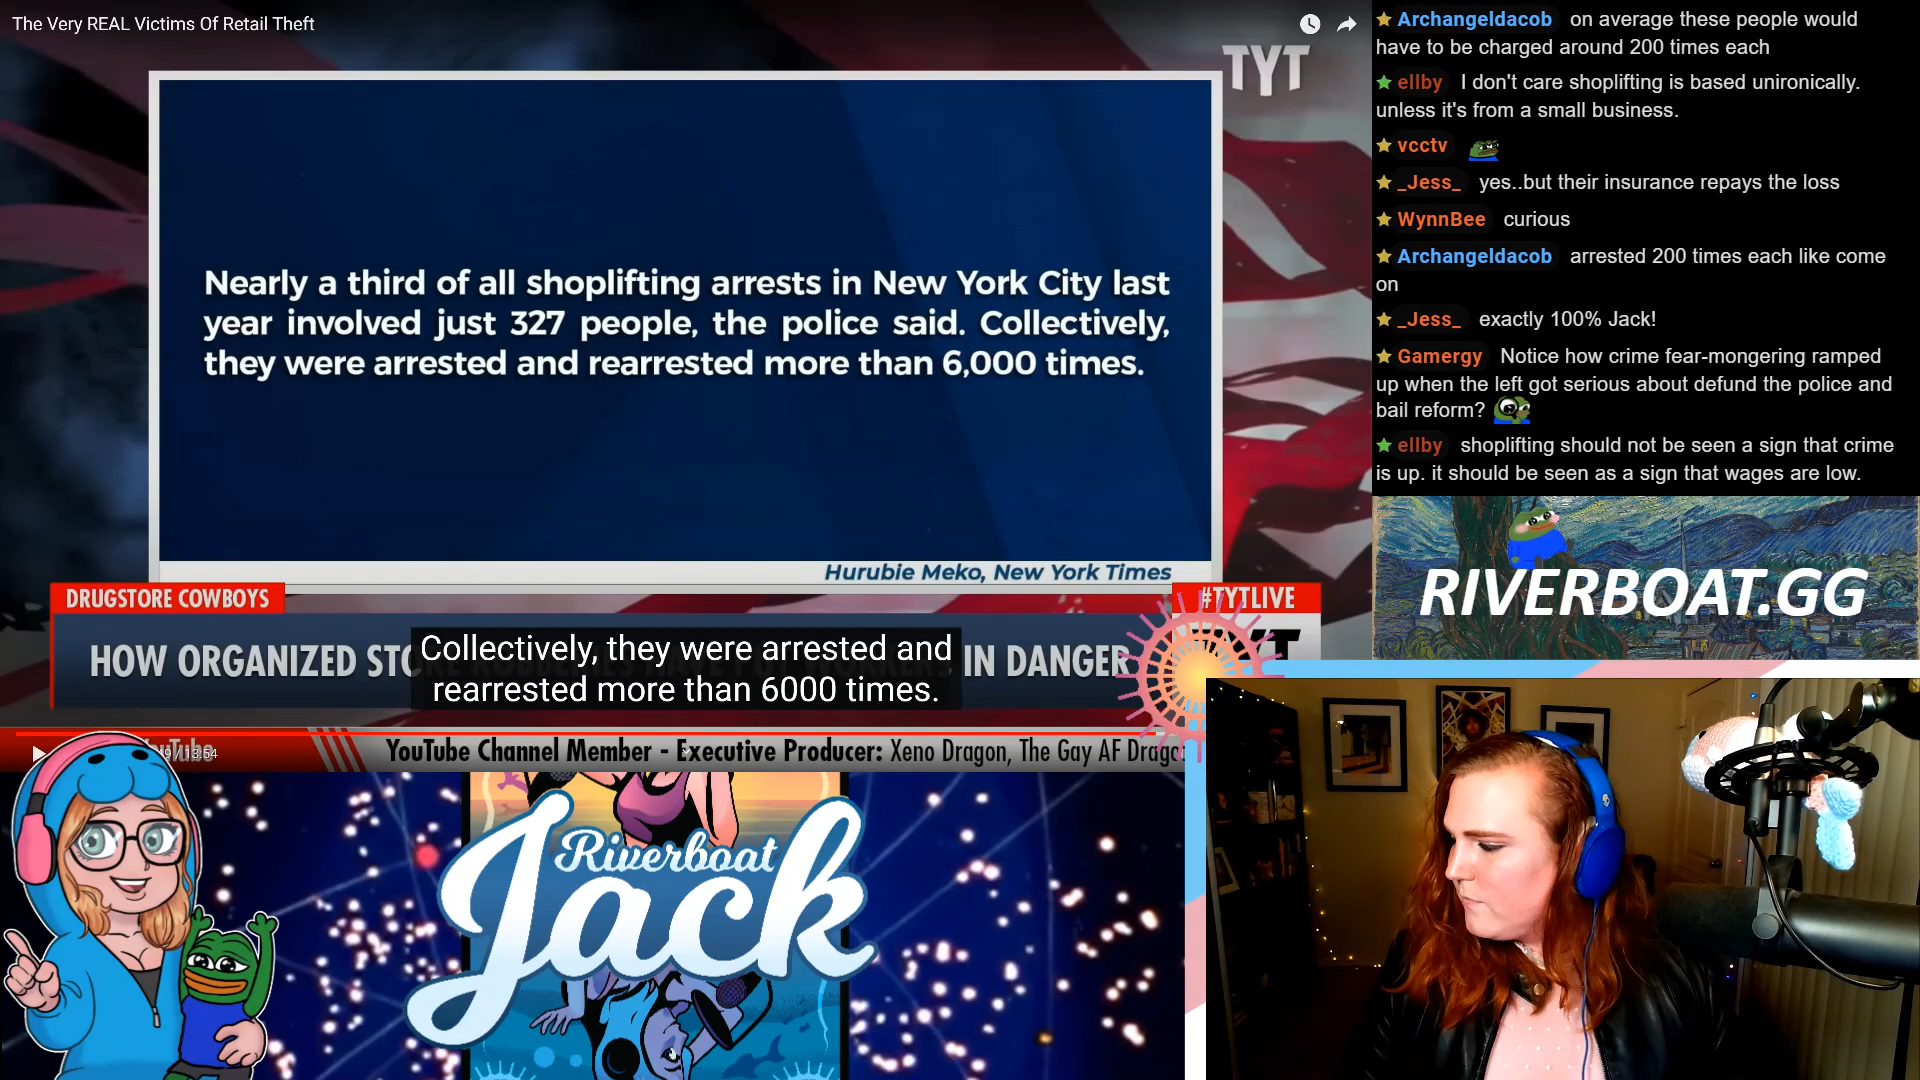 The Very REAL Victims Of Retail Theft
TYT
Nearly a third of all shoplifting arrests in New York City last
year involved just 327 people, the police said. Collectively,
they were arrested and rearrested more than 6,000 times.
Hurubie Meko, New York Times
DRUGSTORE COWBOYS
#TYTLIVE
HOW ORGANIZED
IN DANGER
Collectively, they were arrested and
rearrested more than 6000 times.
YouTube
13:54
YouTube Channel Member - Executive Producer: Xeno Dragon, The Gay AF Drago
Riverboat
Jack
Archangeldacob on average these people would
have to be charged around 200 times each
ellby I don't care shoplifting is based unironically.
unless it's from a small business.
vcctv
_Jess_ yes..but their insurance repays the loss
WynnBee curious
Archangeldacob arrested 200 times each like come
on
_Jess_ exactly 100% Jack!
Gamergy Notice how crime fear-mongering ramped
up when the left got serious about defund the police and
bail reform?
ellby shoplifting should not be seen a sign that crime
is up. it should be seen as a sign that wages are low.
RIVERBOAT.GG